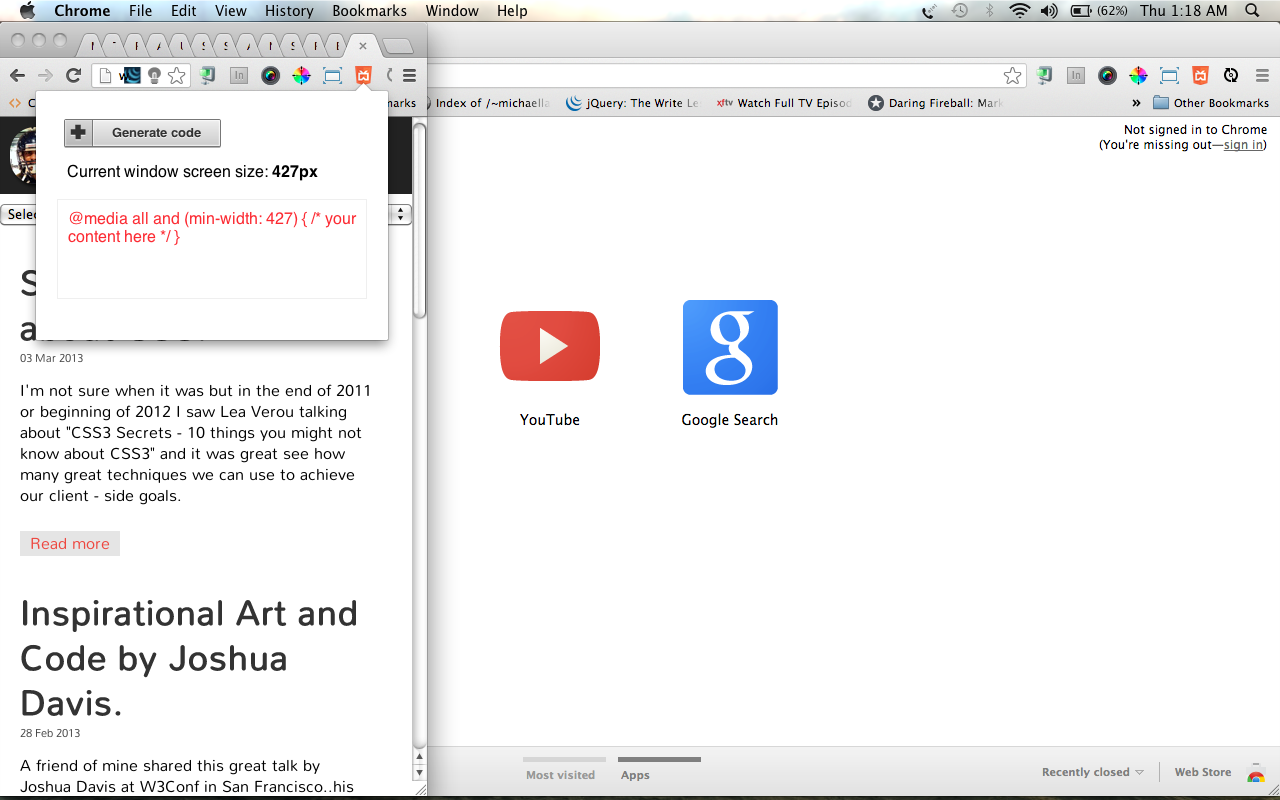 Chrome File Edit View History Bookmarks Window Help (62%) Thu 1:18 AM
Generate code
Current window screen size: 427px
@media all and (min-width: 427) { /* your
content here */ }
Index of /~michaella
jQuery: The Write Le
xftv Watch Full TV Episod
Daring Fireball: Mark
» Other Bookmarks
Not signed in to Chrome
(You're missing out—sign in)
03 Mar 2013
I'm not sure when it was but in the end of 2011
or beginning of 2012 I saw Lea Verou talking
about "CSS3 Secrets - 10 things you might not
know about CSS3" and it was great see how
many great techniques we can use to achieve
our client - side goals.
Read more
Inspirational Art and
Code by Joshua
Davis.
28 Feb 2013
A friend of mine shared this great talk by
Joshua Davis at W3Conf in San Francisco..his
YouTube
g
Google Search
Most visited
Apps
Recently closed
Web Store